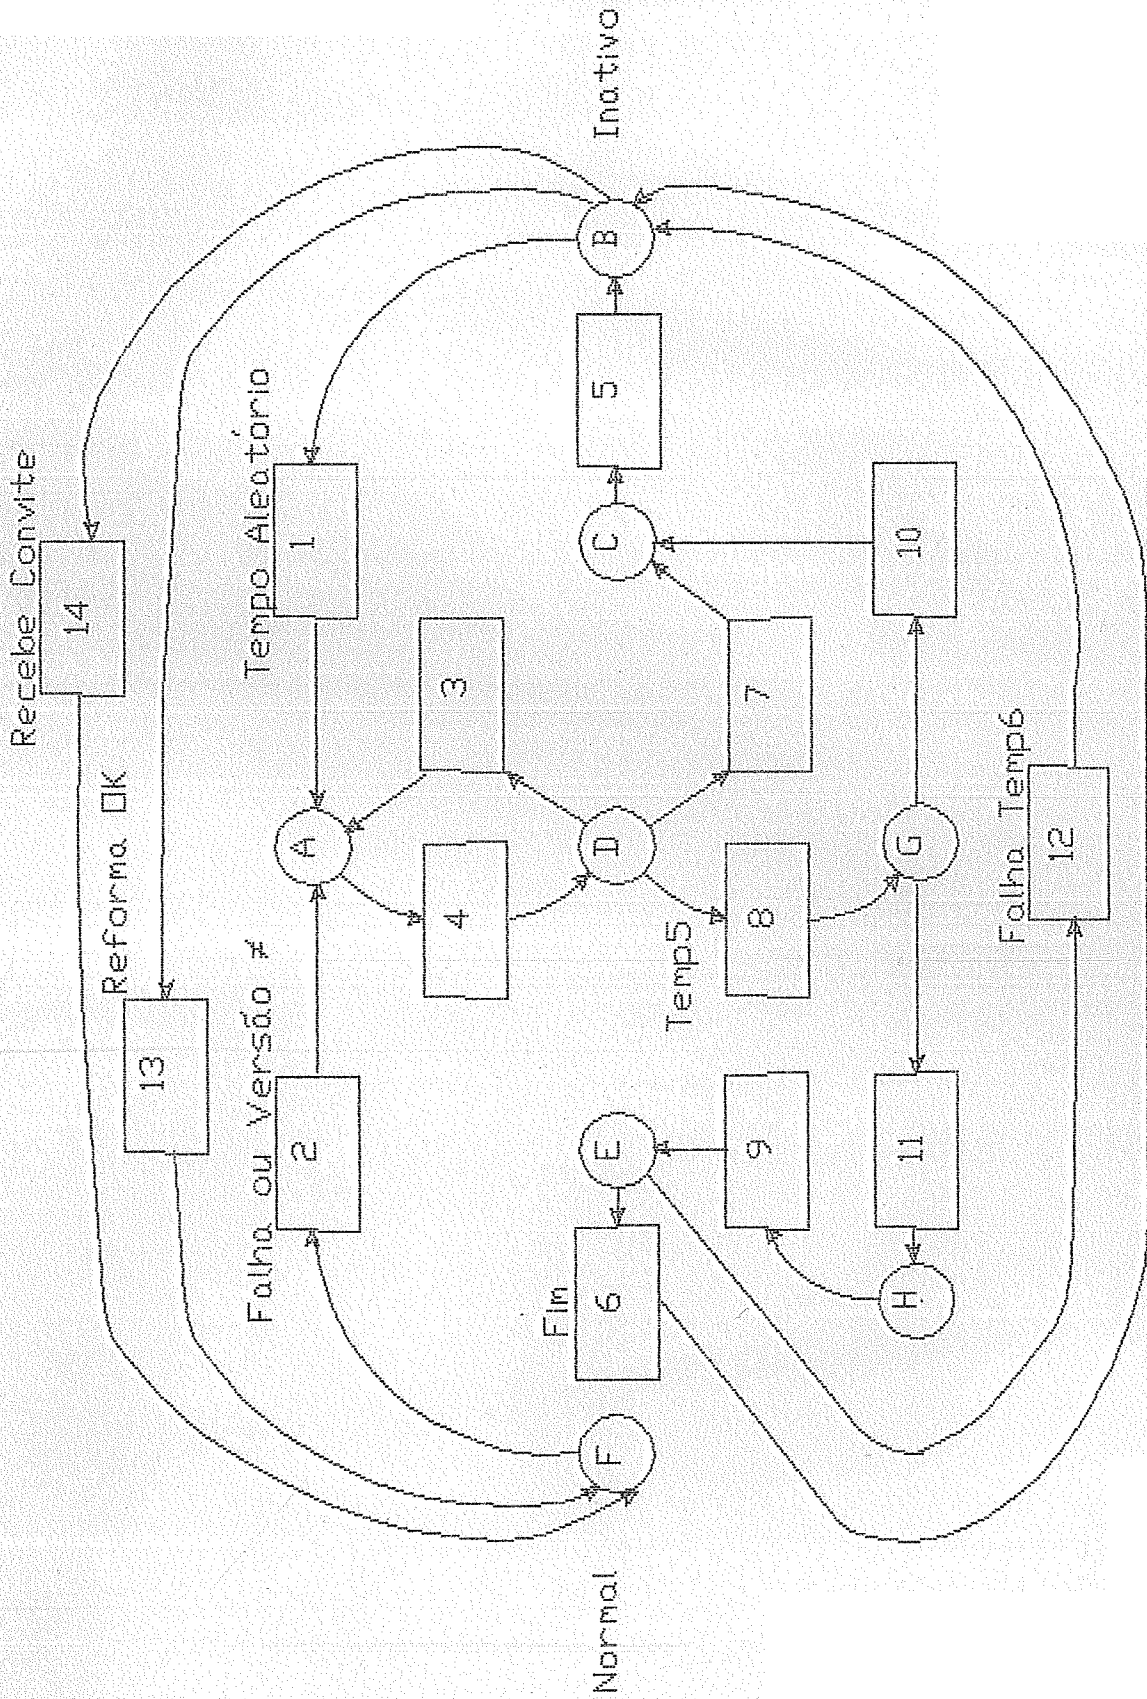 Recebe Convite
14
Reforma OK
13
Tempo Aleatório
1
Falha ou Versão ≠
2
A
3
4
Normal
F
Fim
6
E
D
C
5
B
Inativo
Temp5
9
8
7
H
11
G
10
Falha Temp6
12